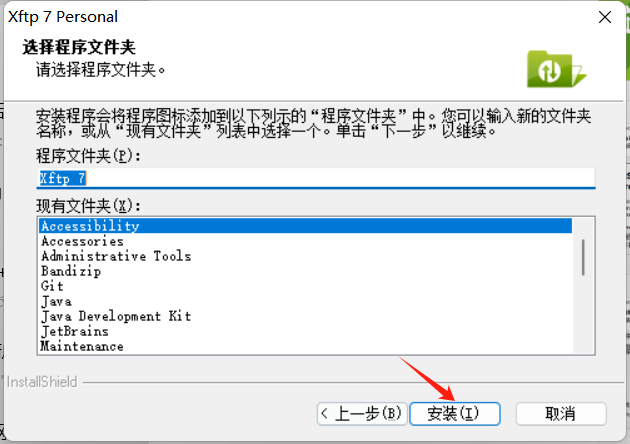 Xftp 7 Personal
选择程序文件夹
请选择程序文件夹。
安装程序会将程序图标添加到以下列示的“程序文件夹”中。您可以输入新的文件夹
名称，或从“现有文件夹”列表中选择一个。单击“下一步”以继续。
程序文件夹(P)：
Xftp 7
现有文件夹(X)：
Accessibility
Accessories
Administrative Tools
Bandizip
Git
Java
Java Development Kit
JetBrains
Maintenance
InstallShield
< 上一步(B) 安装(I) 取消